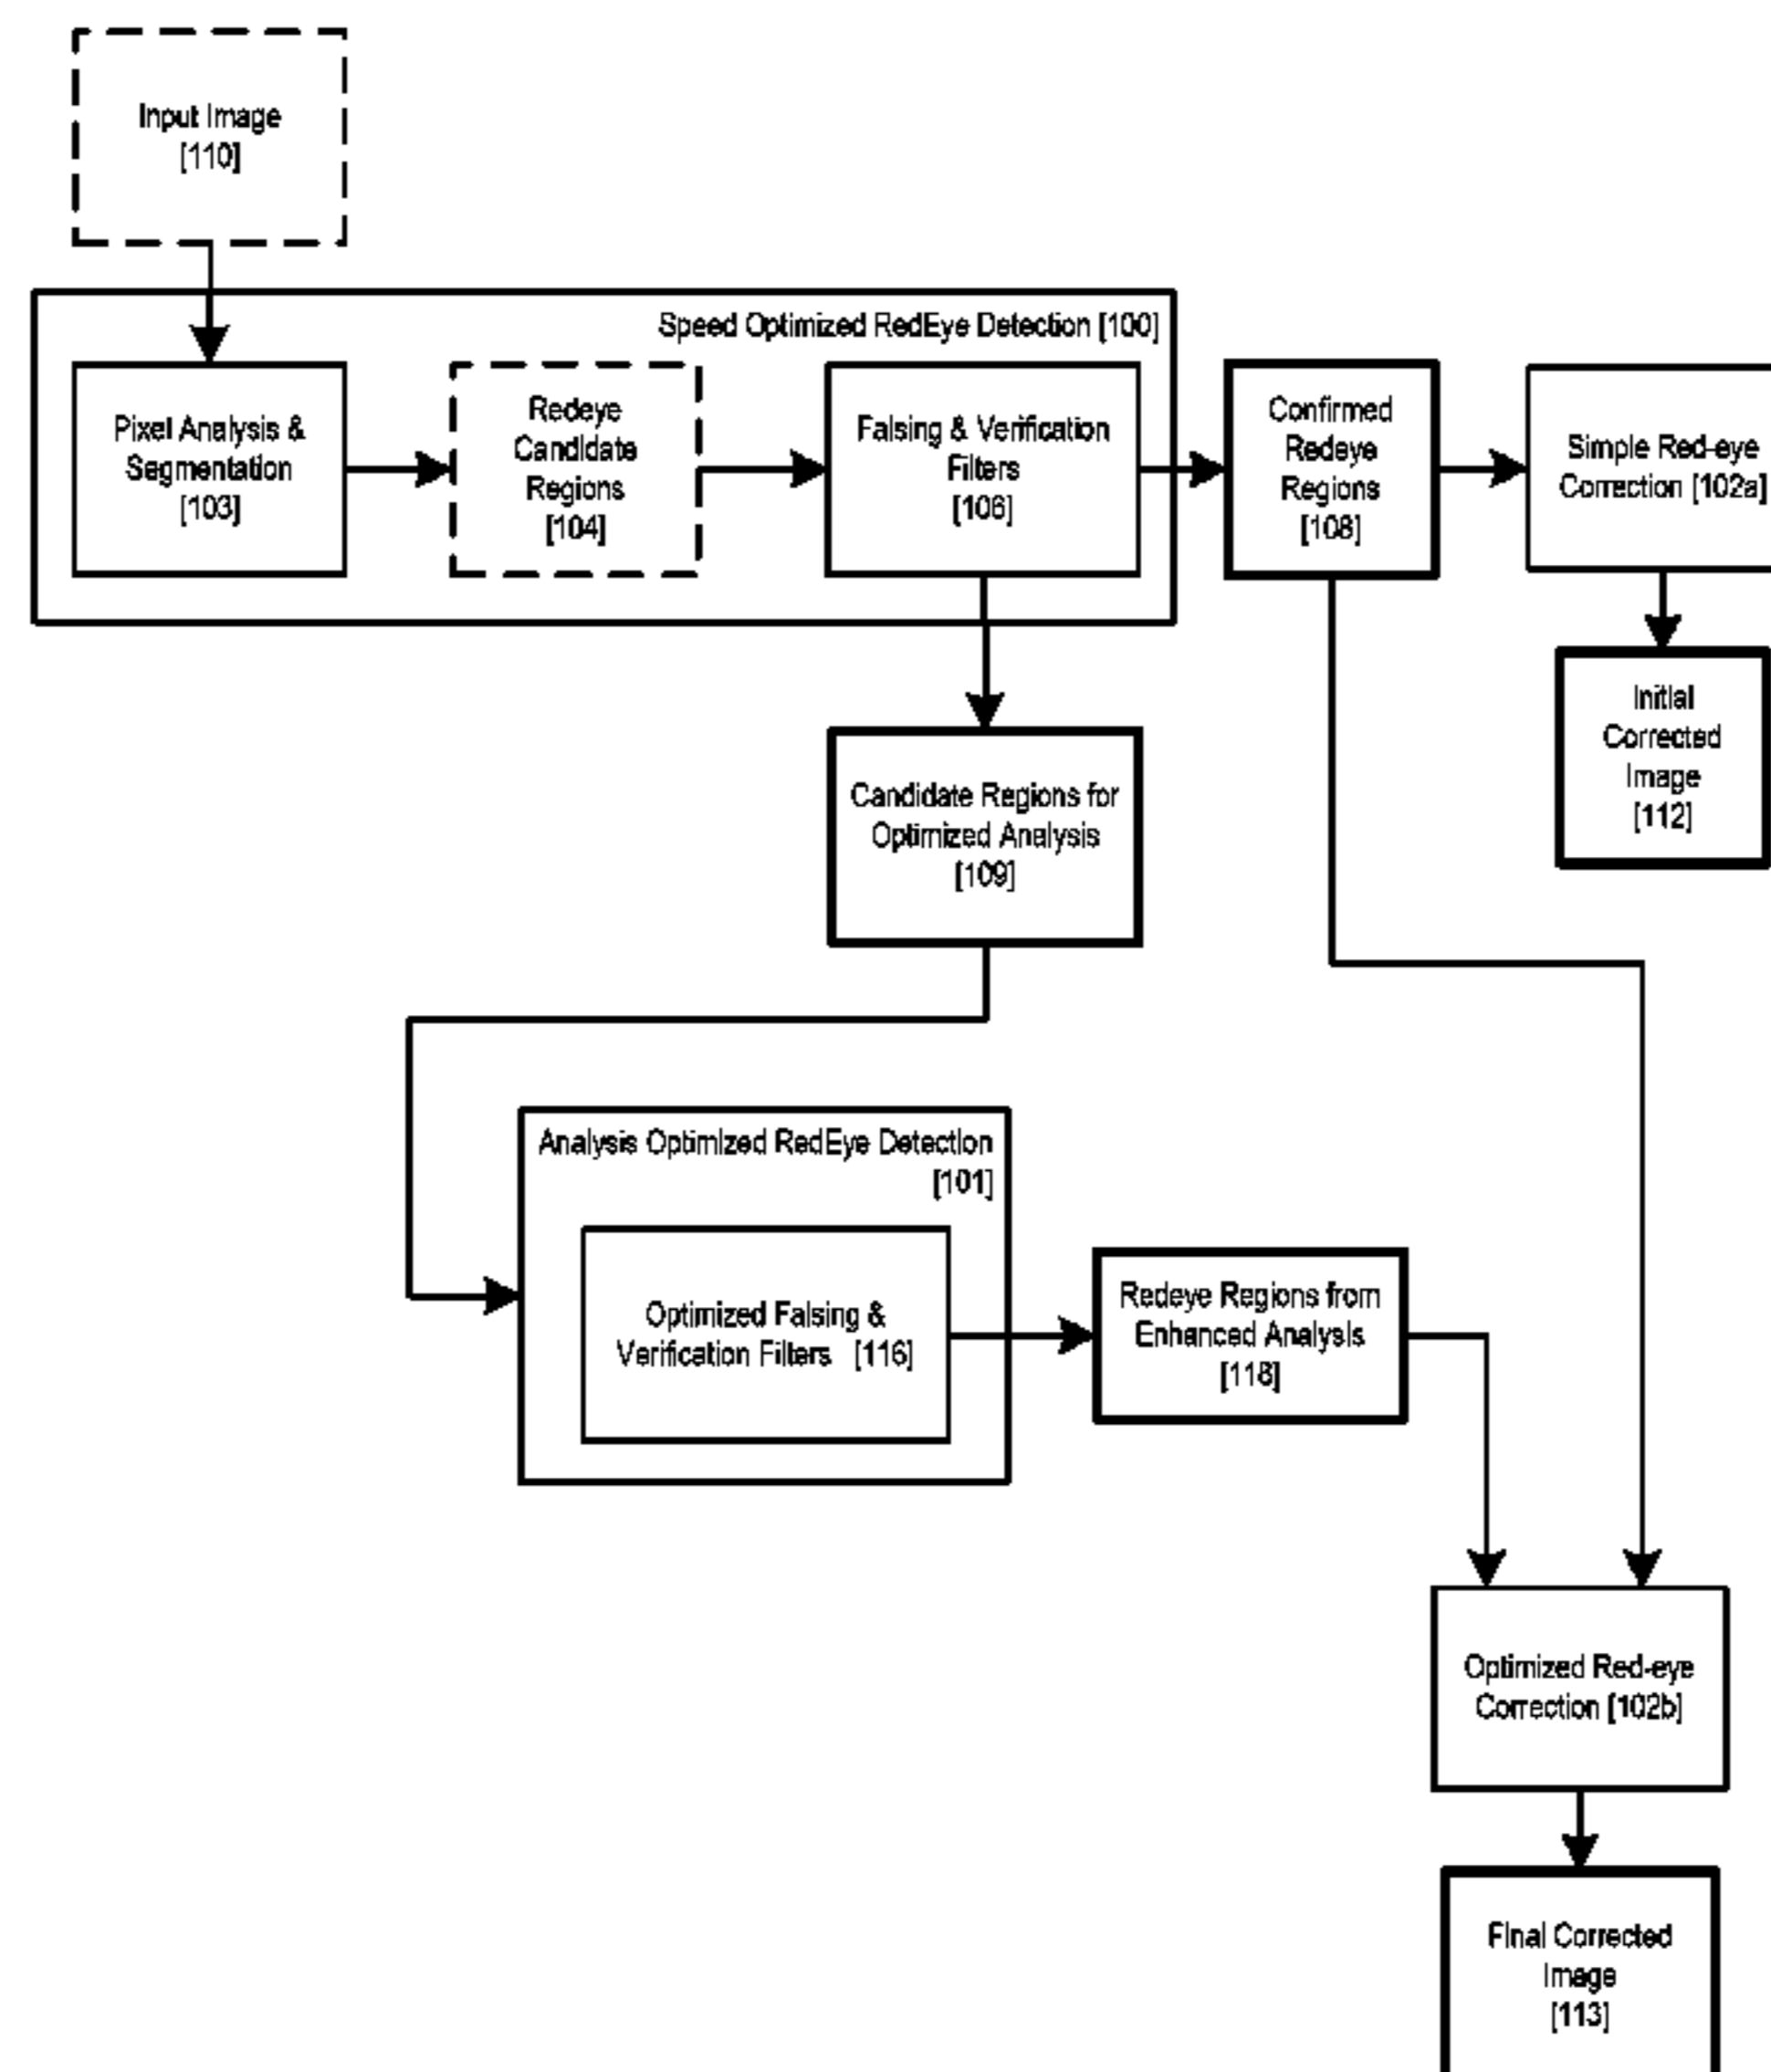 Input Image
[110]
Speed Optimized RedEye Detection [100]
Pixel Analysis &
Segmentation
[103]
Redeye
Candidate
Regions
[104]
Falsing & Verification
Filters
[106]
Confirmed
Redeye
Regions
[108]
Simple Red-eye
Correction [102a]
Initial
Corrected
Image
[112]
Candidate Regions for
Optimized Analysis
[109]
Analysis Optimized RedEye Detection
[101]
Optimized Falsing &
Verification Filters [116]
Redeye Regions from
Enhanced Analysis
[118]
Optimized Red-eye
Correction [102b]
Final Corrected
Image
[113]